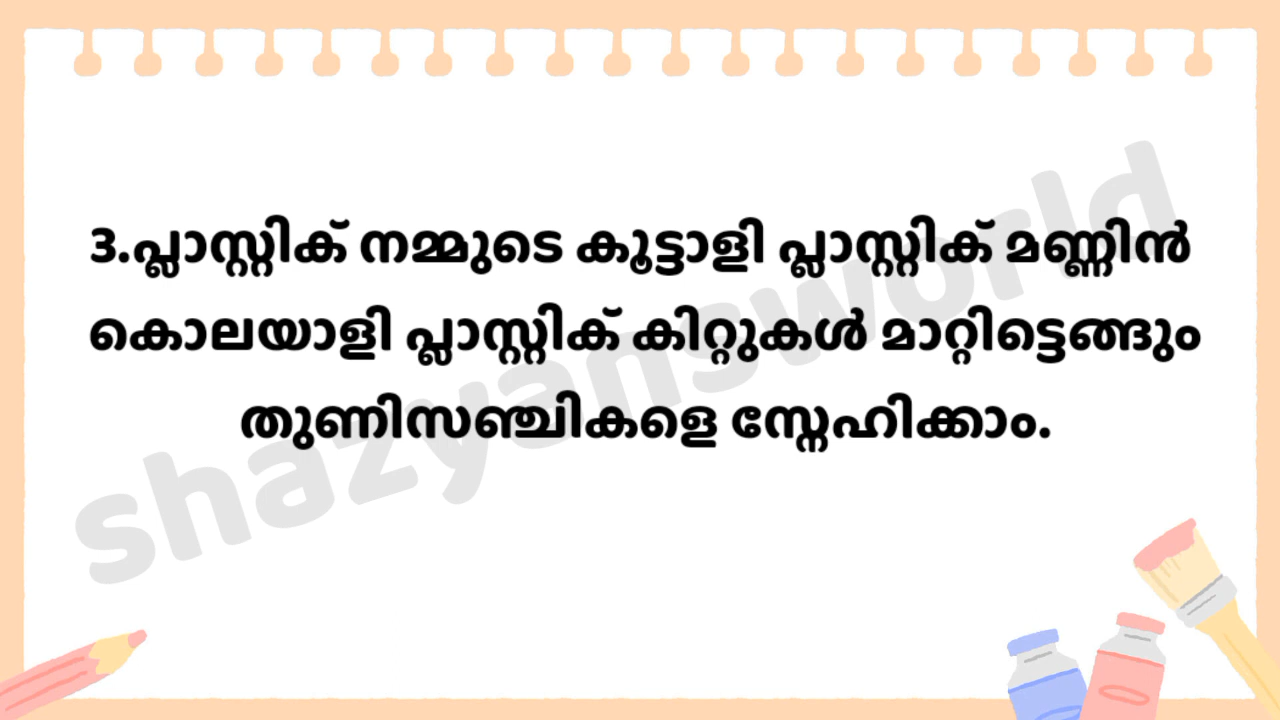 3.പ്ലാസ്റ്റിക് നമ്മുടെ കൂട്ടാളി പ്ലാസ്റ്റിക് മണ്ണിൻ
കൊലയാളി പ്ലാസ്റ്റിക് കിറ്റുകൾ മാറ്റിട്ടെങ്ങും
തുണിസഞ്ചികളെ സ്നേഹിക്കാം.
shazyansworld